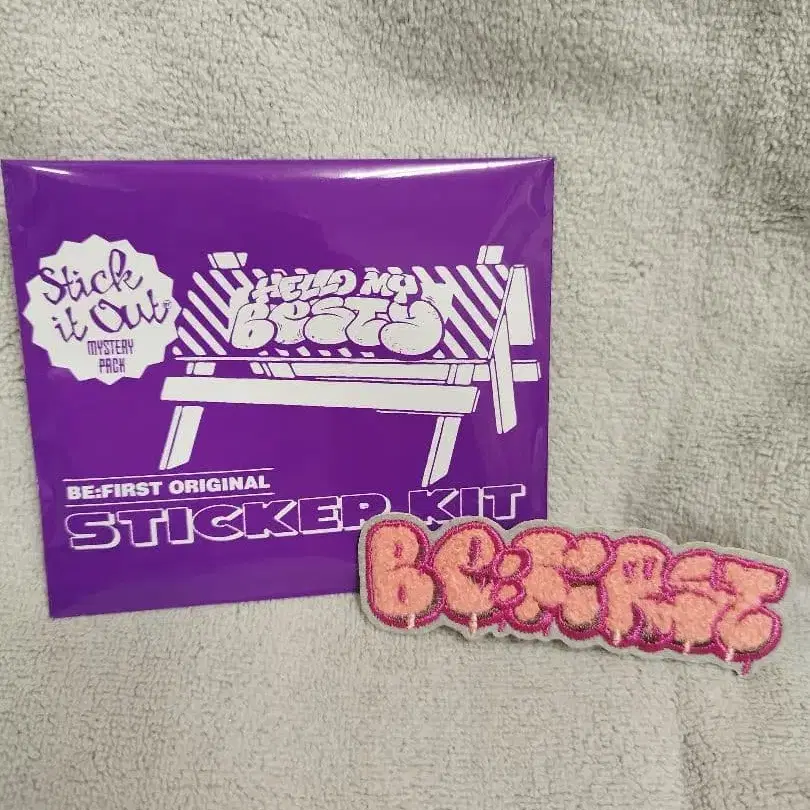 Stick
it Out
MYSTERY
PACK
HELLO MY
BESTY
BE:FIRST ORIGINAL
STICKER KIT
BE:FIRST